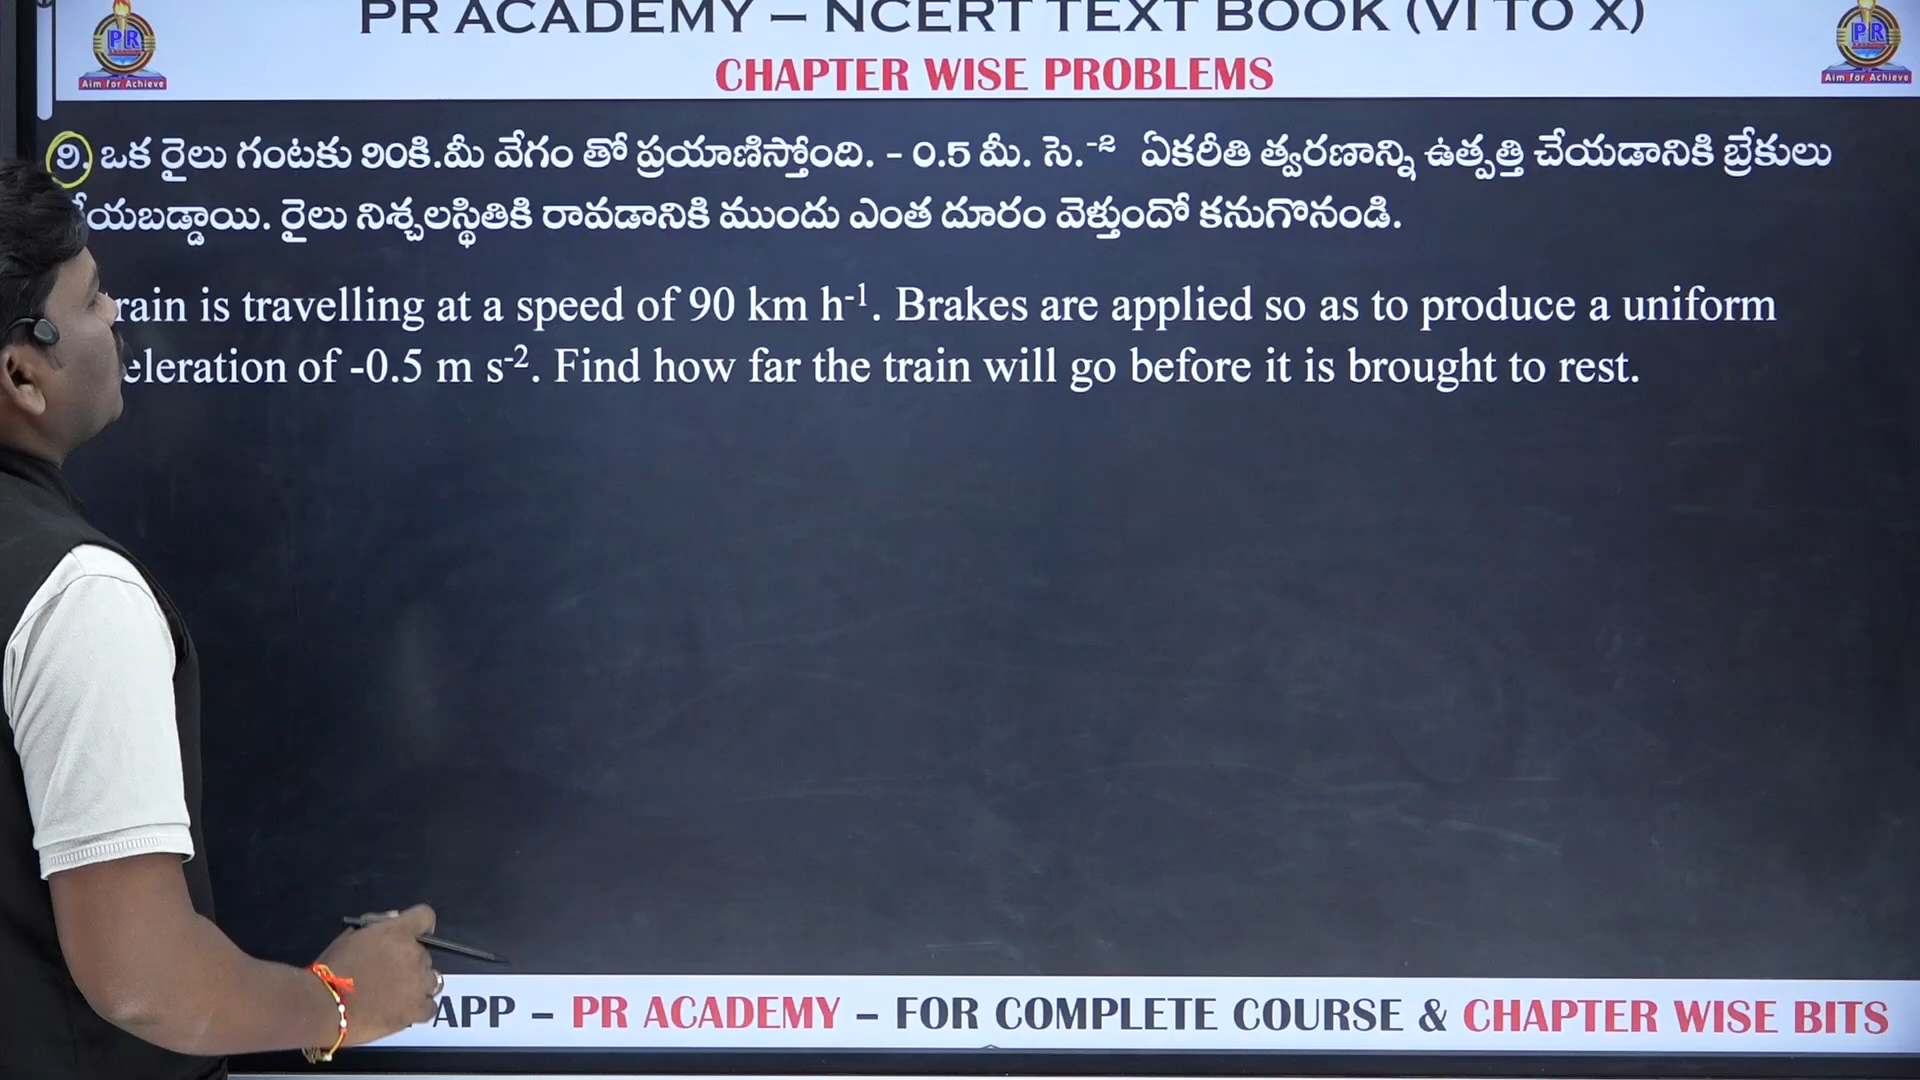 PR ACADEMY – NCERT TEXT BOOK (VI TO X)
CHAPTER WISE PROBLEMS
PR
Aim for Achieve
PR
Aim for Achieve
9. ఒక రైలు గంటకు 90కి.మీ వేగం తో ప్రయాణిస్తోంది. - 0.5 మీ. సె.⁻² ఏకరీతి త్వరణాన్ని ఉత్పత్తి చేయడానికి బ్రేకులు
యబడ్డాయి. రైలు నిశ్చలస్థితికి రావడానికి ముందు ఎంత దూరం వెళ్తుందో కనుగొనండి.
rain is travelling at a speed of 90 km h⁻¹. Brakes are applied so as to produce a uniform
eleration of -0.5 m s⁻². Find how far the train will go before it is brought to rest.
APP – PR ACADEMY – FOR COMPLETE COURSE & CHAPTER WISE BITS